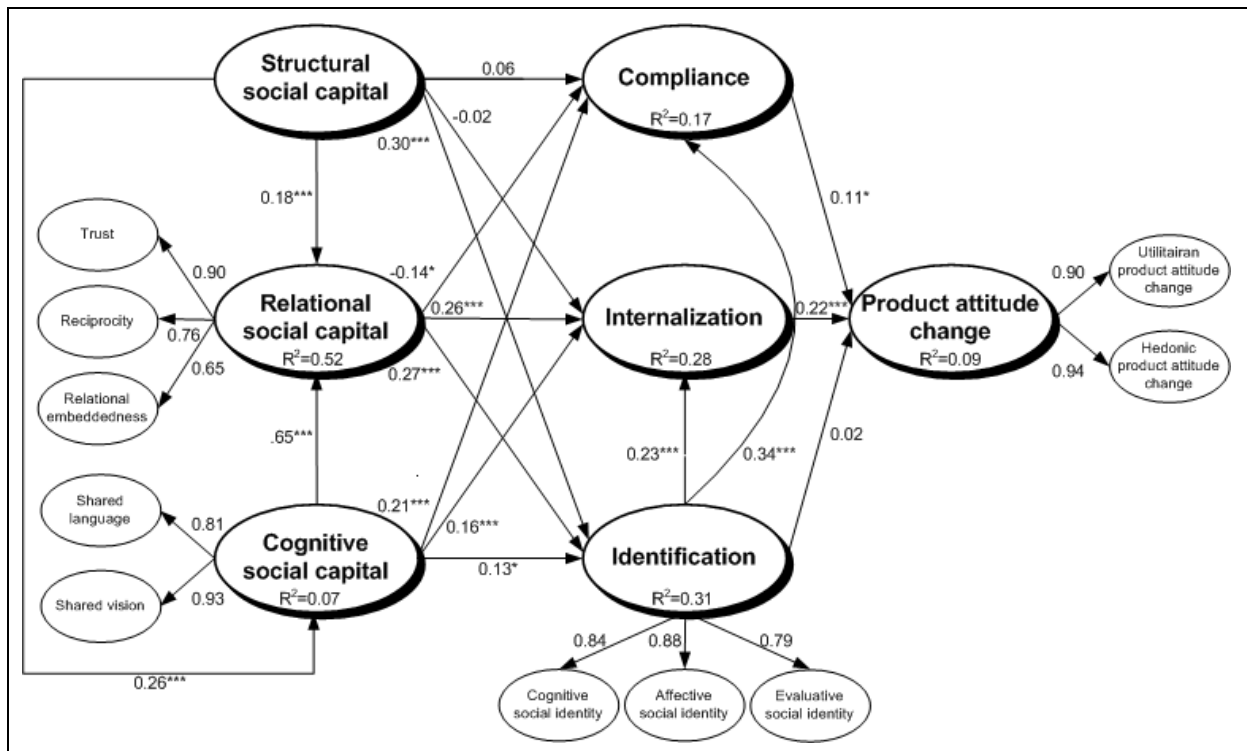 Structural
social capital
0.06
Compliance
R²=0.17
-0.02
0.30***
0.18***
0.11*
Trust
0.90
Reciprocity
0.76
0.65
Relational
embeddedness
Relational
social capital
R²=0.52
-0.14*
0.26***
0.27***
Internalization
R²=0.28
0.22***
Product attitude
change
R²=0.09
0.90
Utilitairan
product attitude
change
0.94
Hedonic
product attitude
change
.65***
0.23***
0.34***
0.02
Shared
language
0.81
Shared vision
0.93
Cognitive
social capital
R²=0.07
0.21***
0.16***
0.13*
Identification
R²=0.31
0.26***
0.84
0.88
0.79
Cognitive
social identity
Affective
social identity
Evaluative
social identity